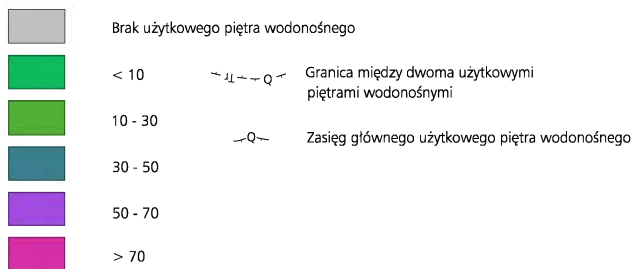 Brak użytkowego piętra wodonośnego
< 10
Q
Granica między dwoma użytkowymi
piętrami wodonośnymi
10 - 30
Q
Zasięg głównego użytkowego piętra wodonośnego
30 - 50
50 - 70
> 70